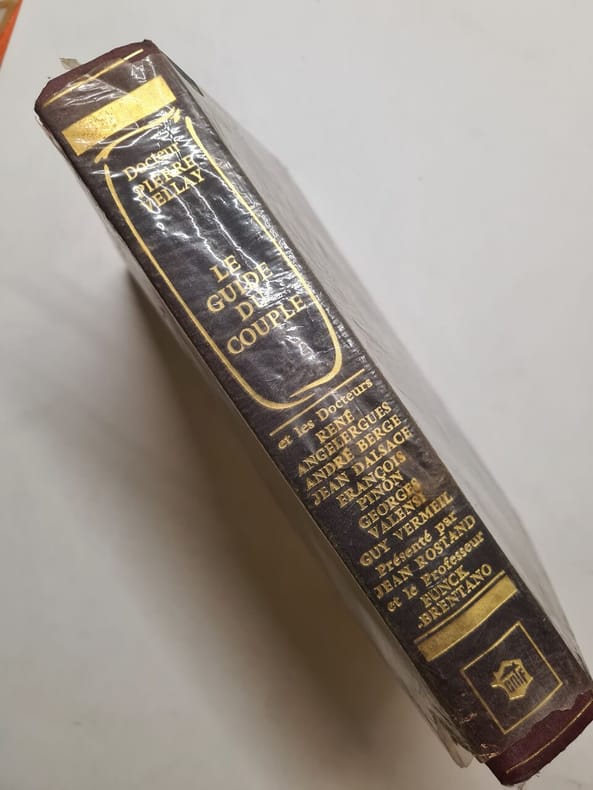 Docteur
PIERRE
VELLAY
LE
GUIDE
DU
COUPLE
et les Docteurs
RENÉ
ANGELERGUES
ANDRÉ BERGE
JEAN DALSACE
FRANÇOIS
PINON
GEORGES
VALENSI
GUY VERMEIL
Présenté par
JEAN ROSTAND
et le Professeur
FUNCK
-BRENTANO